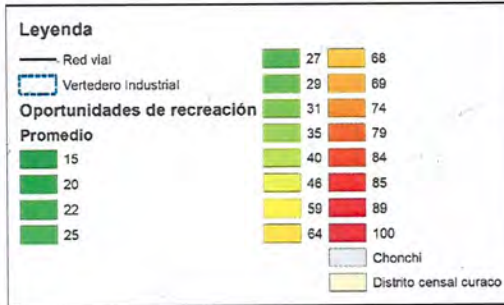 Leyenda
Red vial
Vertedero Industrial
Oportunidades de recreación
Promedio
15
20
22
25
27
29
31
35
40
46
59
64
68
69
74
79
84
85
89
100
Chonchi
Distrito censal curaco